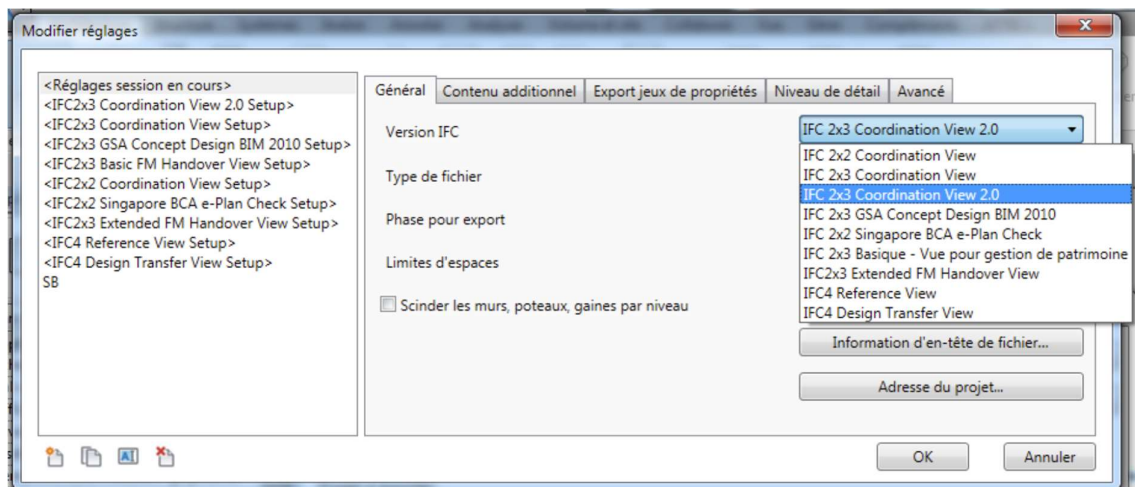 Modifier réglages
<Réglages session en cours>
<IFC2x3 Coordination View 2.0 Setup>
<IFC2x3 Coordination View Setup>
<IFC2x3 GSA Concept Design BIM 2010 Setup>
<IFC2x3 Basic FM Handover View Setup>
<IFC2x2 Coordination View Setup>
<IFC2x2 Singapore BCA e-Plan Check Setup>
<IFC2x3 Extended FM Handover View Setup>
<IFC4 Reference View Setup>
<IFC4 Design Transfer View Setup>
SB
Général
Contenu additionnel
Export jeux de propriétés
Niveau de détail
Avancé
Version IFC
IFC 2x3 Coordination View 2.0
IFC 2x2 Coordination View
IFC 2x3 Coordination View
IFC 2x3 Coordination View 2.0
IFC 2x3 GSA Concept Design BIM 2010
IFC 2x2 Singapore BCA e-Plan Check
IFC 2x3 Basique - Vue pour gestion de patrimoine
IFC2x3 Extended FM Handover View
IFC4 Reference View
IFC4 Design Transfer View
Type de fichier
Phase pour export
Limites d'espaces
Scinder les murs, poteaux, gaines par niveau
Information d'en-tête de fichier...
Adresse du projet...
OK
Annuler